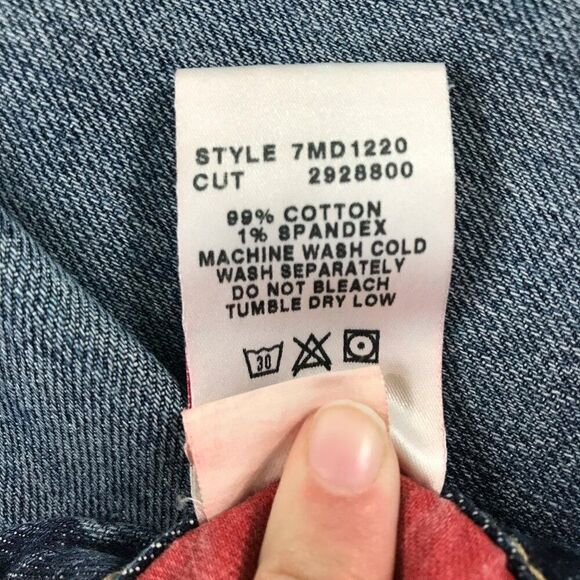 STYLE 7MD1220
CUT 2928800
99% COTTON
1% SPANDEX
MACHINE WASH COLD
WASH SEPARATELY
DO NOT BLEACH
TUMBLE DRY LOW
30